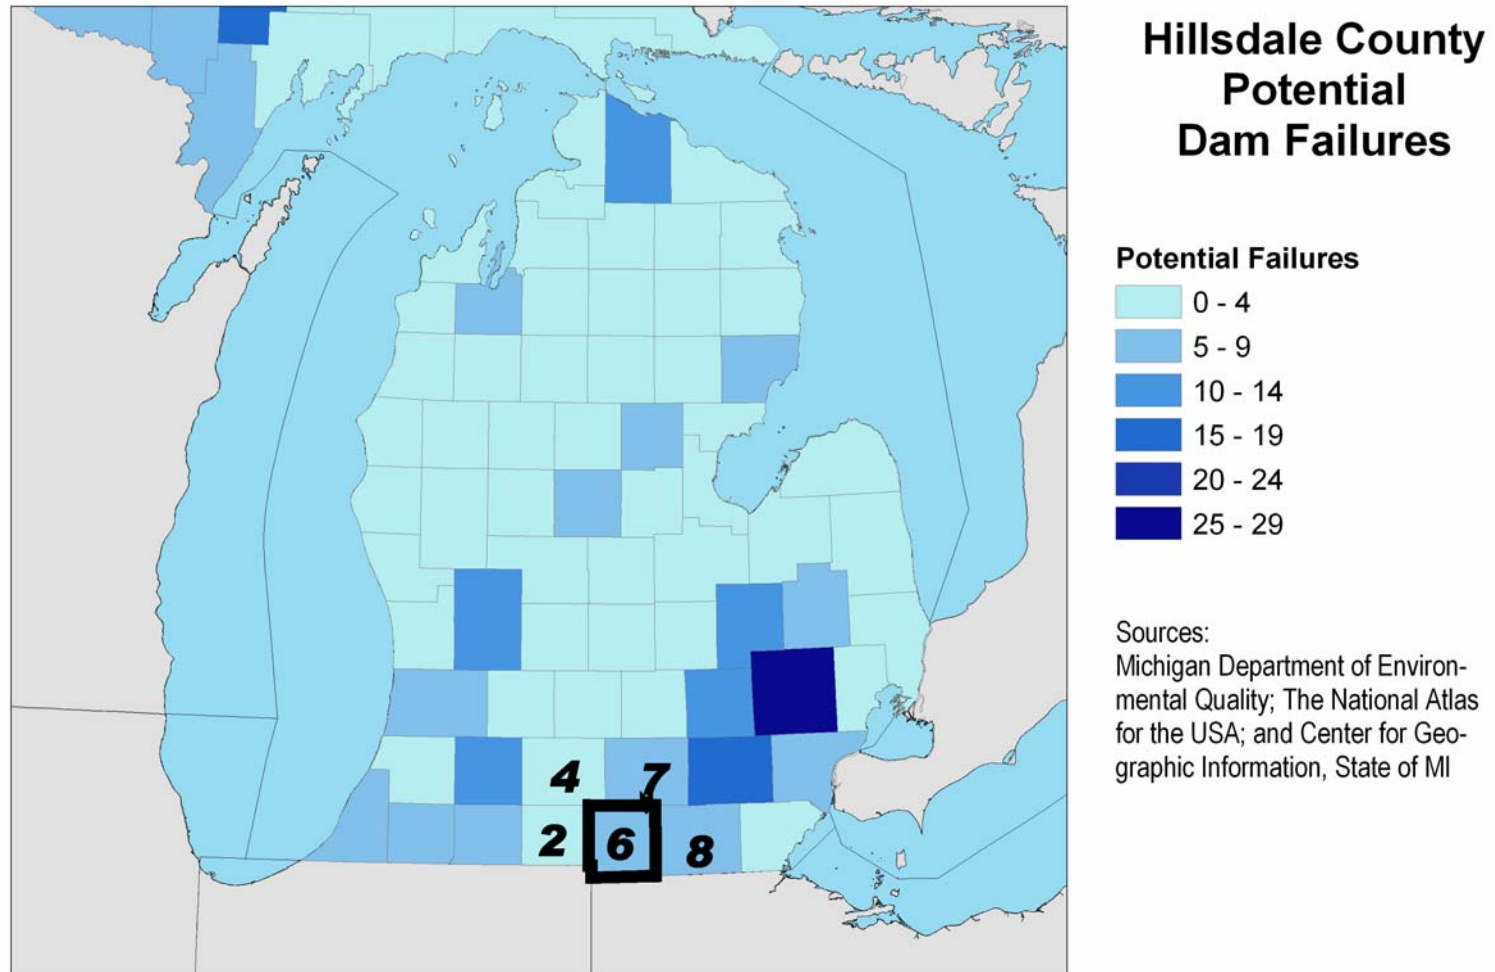 Hillsdale County
Potential
Dam Failures
Potential Failures
0 - 4
5 - 9
10 - 14
15 - 19
20 - 24
25 - 29
Sources:
Michigan Department of Environ-
mental Quality; The National Atlas
for the USA; and Center for Geo-
graphic Information, State of MI
4 7
2 6 8